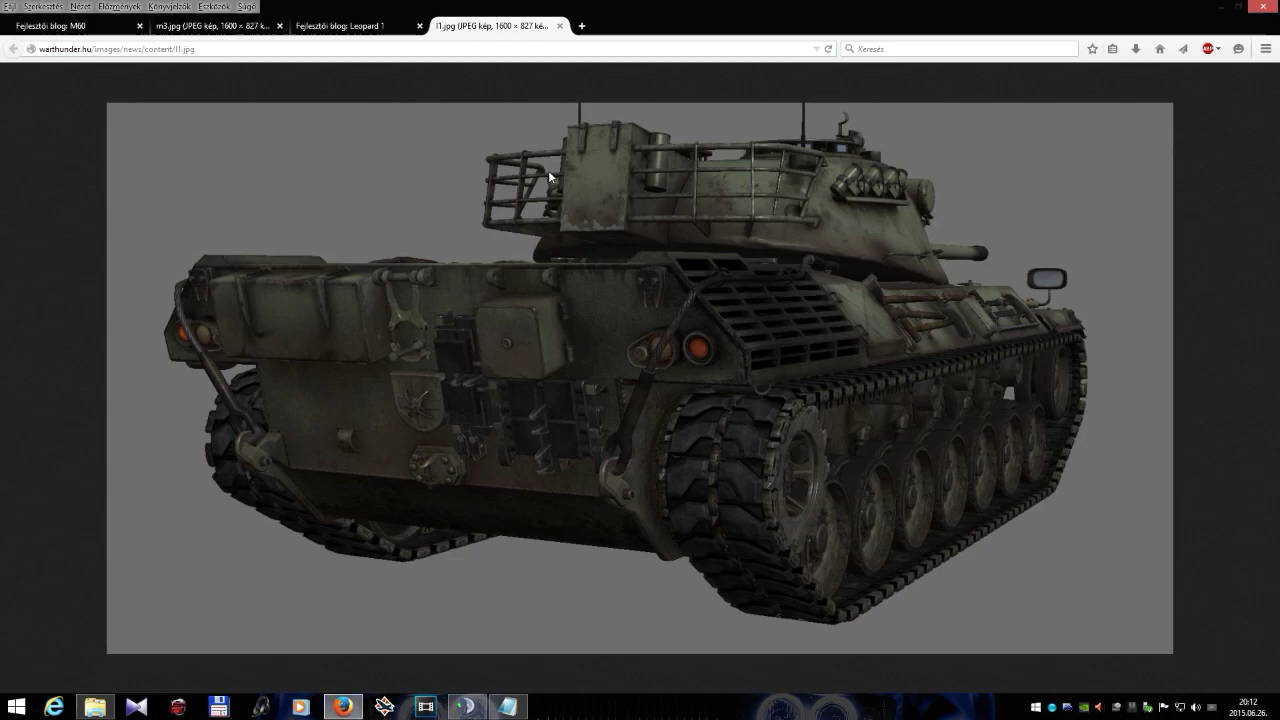 Fájl Szerkesztés Nézet Előzmények Könyvjelzők Eszközök Súgó
Fejlesztői blog: M60
m3.jpg (JPEG kép, 1600 × 827 k...
Fejlesztői blog: Leopard 1
l1.jpg (JPEG kép, 1600 × 827 ké...
warthunder.hu/images/news/content/l1.jpg
Keresés
ABP
20:12
2015.06.26.